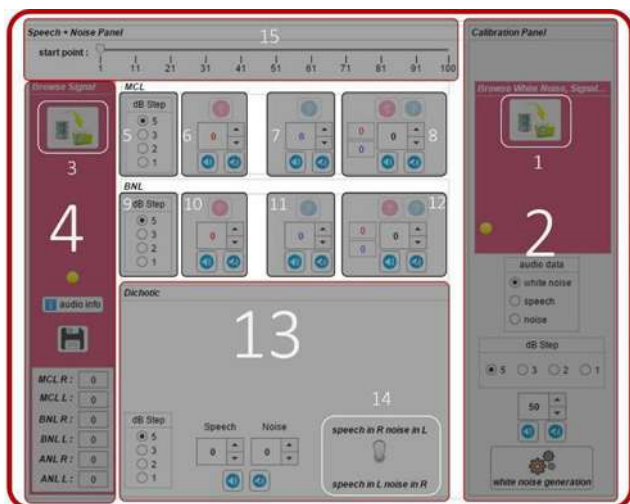 Speech + Noise Panel
15
start point :
1 11 21 31 41 51 61 71 81 91 100
Browse Signal
3
4
audio info
MCL R : 0
MCL L : 0
BNL R : 0
BNL L : 0
ANL R : 0
ANL L : 0
MCL
dB Step
5
5
3
2
1
6
0
7
0
0
0
0
8
BNL
9
dB Step
5
3
2
1
10
0
11
0
0
0
0
12
Dichotic
13
dB Step
5
3
2
1
Speech Noise
0 0
14
speech in R noise in L
speech in L noise in R
Calibration Panel
Browse White Noise, Signal...
1
2
audio data
white noise
speech
noise
dB Step
5 3 2 1
50
white noise generation